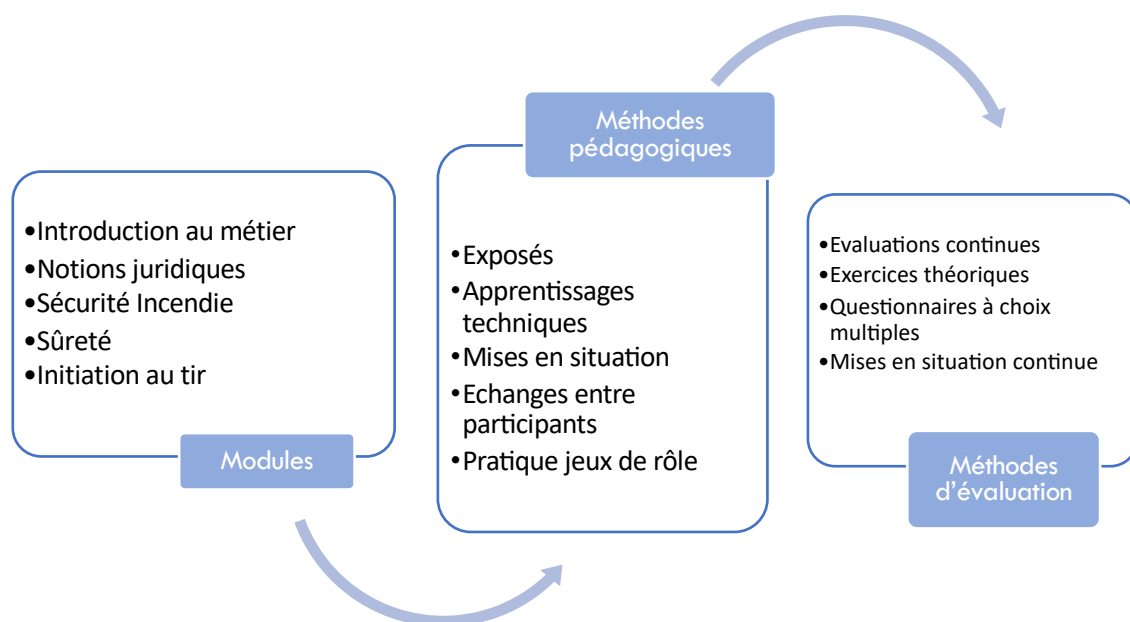 •Introduction au métier
•Notions juridiques
•Sécurité Incendie
•Sûreté
•Initiation au tir
Modules
Méthodes
pédagogiques
•Exposés
•Apprentissages
techniques
•Mises en situation
•Echanges entre
participants
•Pratique jeux de rôle
•Evaluations continues
•Exercices théoriques
•Questionnaires à choix
multiples
•Mises en situation continue
Méthodes
d'évaluation